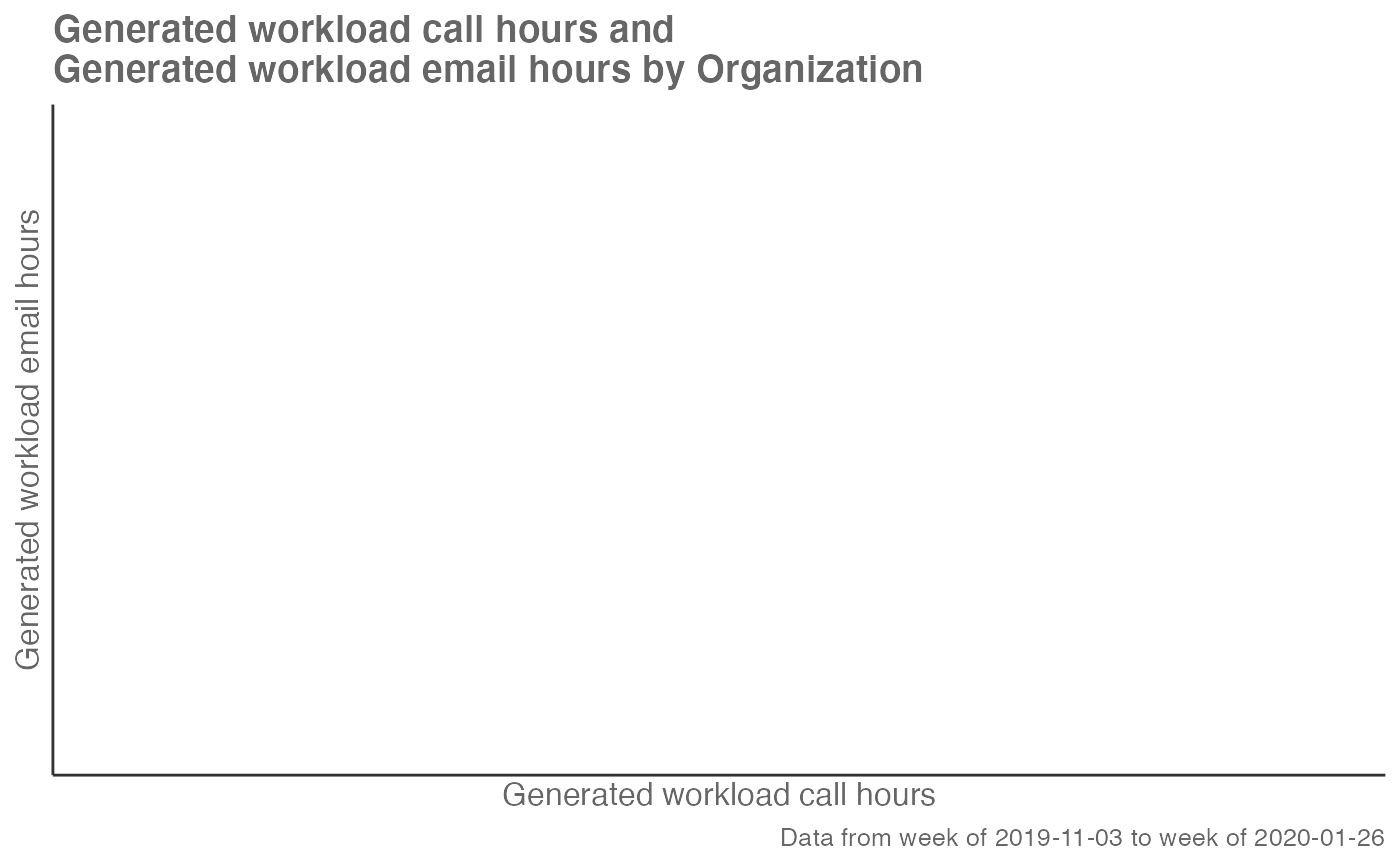 Generated workload call hours and
Generated workload email hours by Organization
Generated workload email hours
Generated workload call hours
Data from week of 2019-11-03 to week of 2020-01-26